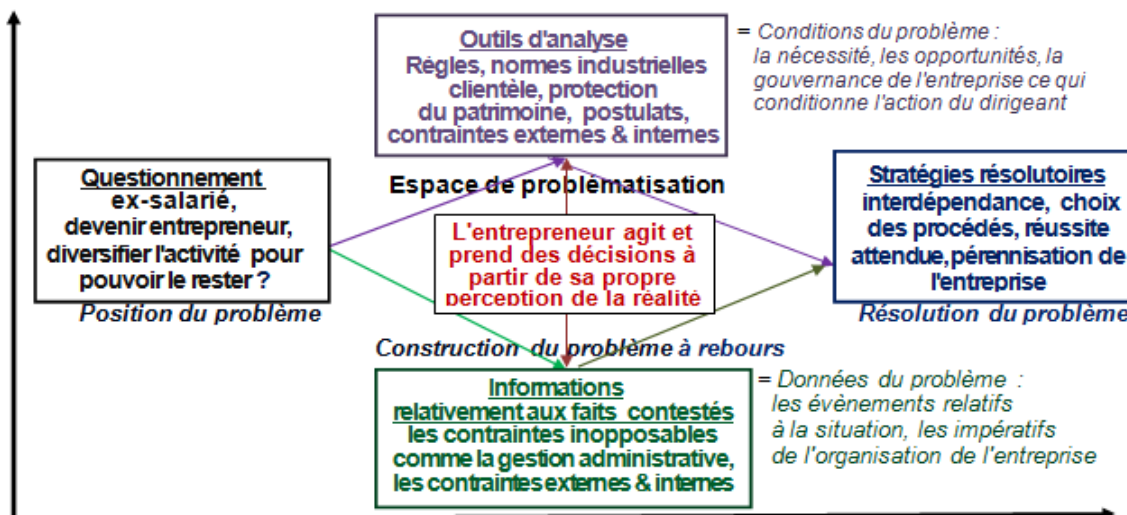 Outils d'analyse
Règles, normes industrielles
clientèle, protection
du patrimoine, postulats,
contraintes externes & internes
= Conditions du problème :
la nécessité, les opportunités, la
gouvernance de l'entreprise ce qui
conditionne l'action du dirigeant
Questionnement
ex-salarié,
devenir entrepreneur,
diversifier l'activité pour
pouvoir le rester ?
Position du problème
Espace de problématisation
L'entrepreneur agit et
prend des décisions à
partir de sa propre
perception de la réalité
Stratégies résolutoires
interdépendance, choix
des procédés, réussite
attendue, pérennisation de
l'entreprise
Résolution du problème
Construction du problème à rebours
Informations
relativement aux faits contestés
les contraintes inopposables
comme la gestion administrative,
les contraintes externes & internes
= Données du problème :
les évènements relatifs
à la situation, les impératifs
de l'organisation de l'entreprise